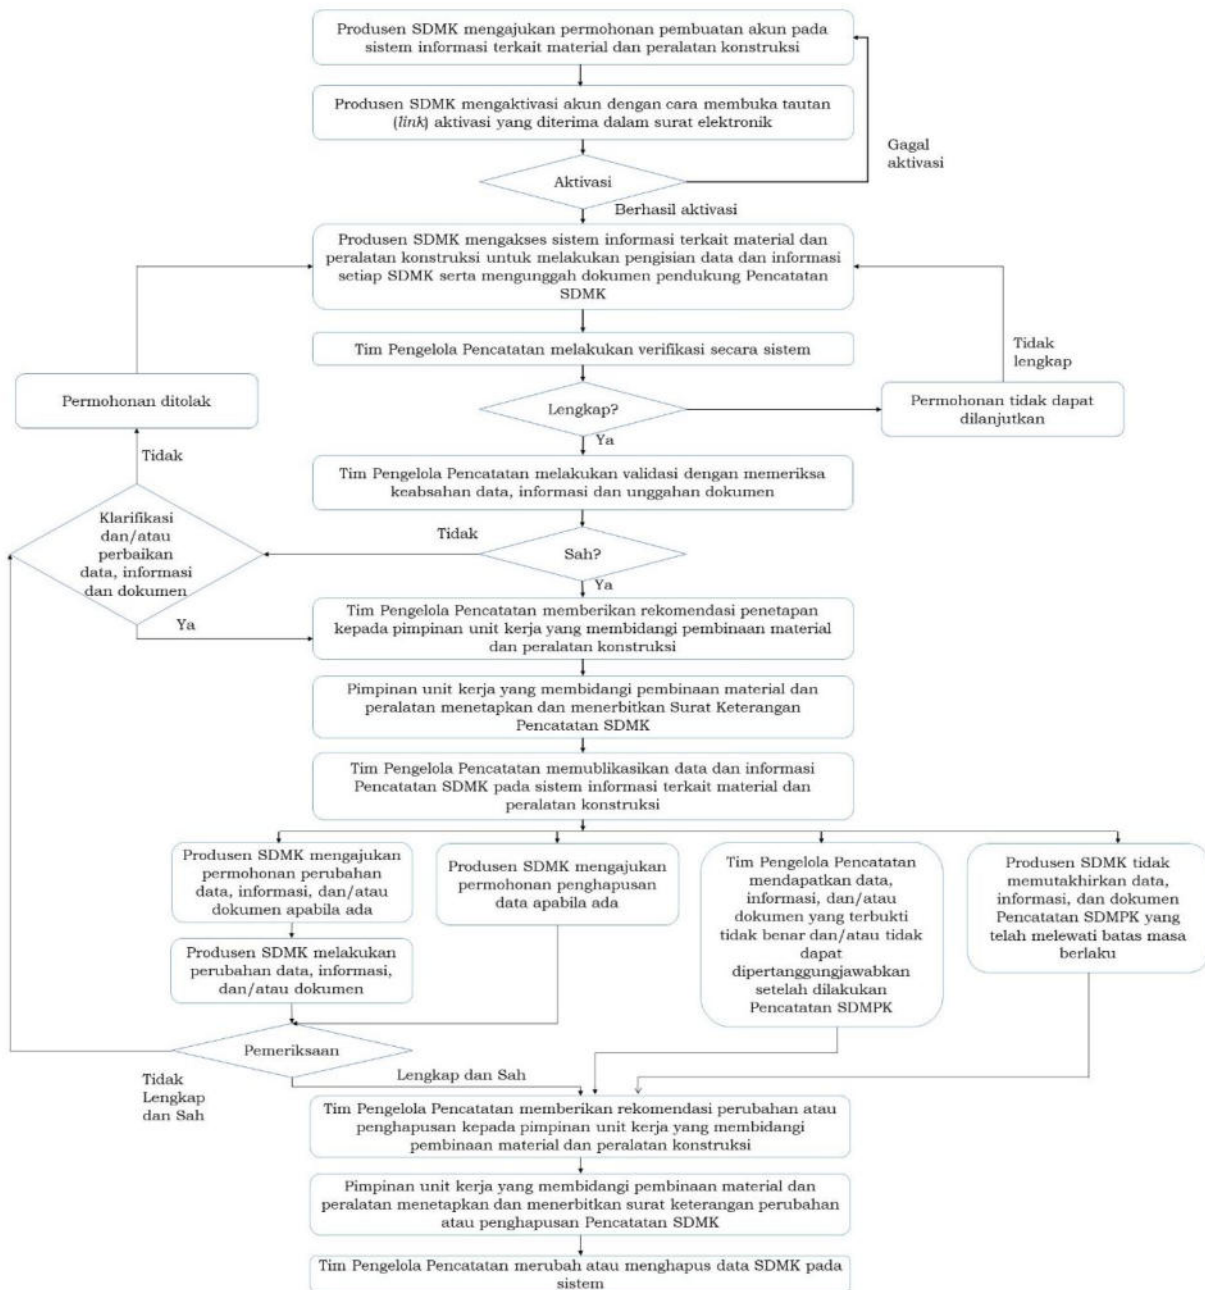 Produsen SDMK mengajukan permohonan pembuatan akun pada
sistem informasi terkait material dan peralatan konstruksi
Produsen SDMK mengaktivasi akun dengan cara membuka tautan
(link) aktivasi yang diterima dalam surat elektronik
Gagal
aktivasi
Aktivasi
Berhasil aktivasi
Produsen SDMK mengakses sistem informasi terkait material dan
peralatan konstruksi untuk melakukan pengisian data dan informasi
setiap SDMK serta mengunggah dokumen pendukung Pencatatan
SDMK
Tim Pengelola Pencatatan melakukan verifikasi secara sistem
Tidak
lengkap
Permohonan ditolak
Lengkap?
Permohonan tidak dapat
dilanjutkan
Ya
Tidak
Tim Pengelola Pencatatan melakukan validasi dengan memeriksa
keabsahan data, informasi dan unggahan dokumen
Klarifikasi
dan/atau
perbaikan
data, informasi
dan dokumen
Tidak
Sah?
Ya
Ya
Tim Pengelola Pencatatan memberikan rekomendasi penetapan
kepada pimpinan unit kerja yang membidangi pembinaan material
dan peralatan konstruksi
Pimpinan unit kerja yang membidangi pembinaan material dan
peralatan menetapkan dan menerbitkan Surat Keterangan
Pencatatan SDMK
Tim Pengelola Pencatatan memublikasikan data dan informasi
Pencatatan SDMK pada sistem informasi terkait material dan
peralatan konstruksi
Produsen SDMK mengajukan
permohonan perubahan
data, informasi, dan/atau
dokumen apabila ada
Produsen SDMK mengajukan
permohonan penghapusan
data apabila ada
Tim Pengelola Pencatatan
mendapatkan data,
informasi, dan/atau
dokumen yang terbukti
tidak benar dan/atau tidak
dapat
dipertanggungjawabkan
setelah dilakukan
Pencatatan SDMPK
Produsen SDMK tidak
memutakhirkan data,
informasi, dan dokumen
Pencatatan SDMPK yang
telah melewati batas masa
berlaku
Produsen SDMK melakukan
perubahan data, informasi,
dan/atau dokumen
Pemeriksaan
Tidak
Lengkap
dan Sah
Lengkap dan Sah
Tim Pengelola Pencatatan memberikan rekomendasi perubahan atau
penghapusan kepada pimpinan unit kerja yang membidangi
pembinaan material dan peralatan konstruksi
Pimpinan unit kerja yang membidangi pembinaan material dan
peralatan menetapkan dan menerbitkan surat keterangan perubahan
atau penghapusan Pencatatan SDMK
Tim Pengelola Pencatatan merubah atau menghapus data SDMK pada
sistem